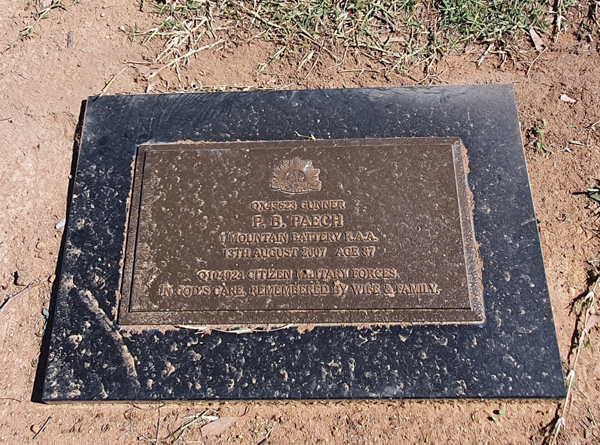 QX43623 GUNNER
P. B. PAECH
1 MOUNTAIN BATTERY R.A.A.
13TH AUGUST 2007 AGE 87
Q104024 CITIZEN MILITARY FORCES
IN GOD'S CARE. REMEMBERED BY WIFE & FAMILY.